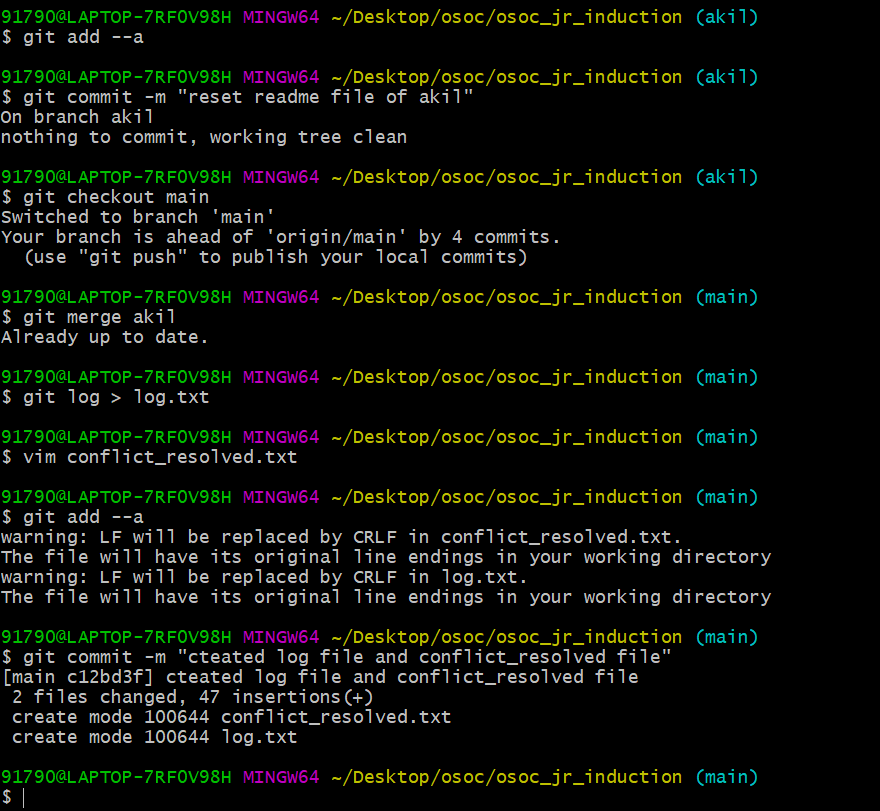 91790@LAPTOP-7RF0V98H MINGW64 ~/Desktop/osoc/osoc_jr_induction (akil)
$ git add --a
91790@LAPTOP-7RF0V98H MINGW64 ~/Desktop/osoc/osoc_jr_induction (akil)
$ git commit -m "reset readme file of akil"
On branch akil
nothing to commit, working tree clean
91790@LAPTOP-7RF0V98H MINGW64 ~/Desktop/osoc/osoc_jr_induction (akil)
$ git checkout main
Switched to branch 'main'
Your branch is ahead of 'origin/main' by 4 commits.
  (use "git push" to publish your local commits)
91790@LAPTOP-7RF0V98H MINGW64 ~/Desktop/osoc/osoc_jr_induction (main)
$ git merge akil
Already up to date.
91790@LAPTOP-7RF0V98H MINGW64 ~/Desktop/osoc/osoc_jr_induction (main)
$ git log > log.txt
91790@LAPTOP-7RF0V98H MINGW64 ~/Desktop/osoc/osoc_jr_induction (main)
$ vim conflict_resolved.txt
91790@LAPTOP-7RF0V98H MINGW64 ~/Desktop/osoc/osoc_jr_induction (main)
$ git add --a
warning: LF will be replaced by CRLF in conflict_resolved.txt.
The file will have its original line endings in your working directory
warning: LF will be replaced by CRLF in log.txt.
The file will have its original line endings in your working directory
91790@LAPTOP-7RF0V98H MINGW64 ~/Desktop/osoc/osoc_jr_induction (main)
$ git commit -m "cteated log file and conflict_resolved file"
[main c12bd3f] cteated log file and conflict_resolved file
 2 files changed, 47 insertions(+)
 create mode 100644 conflict_resolved.txt
 create mode 100644 log.txt
91790@LAPTOP-7RF0V98H MINGW64 ~/Desktop/osoc/osoc_jr_induction (main)
$